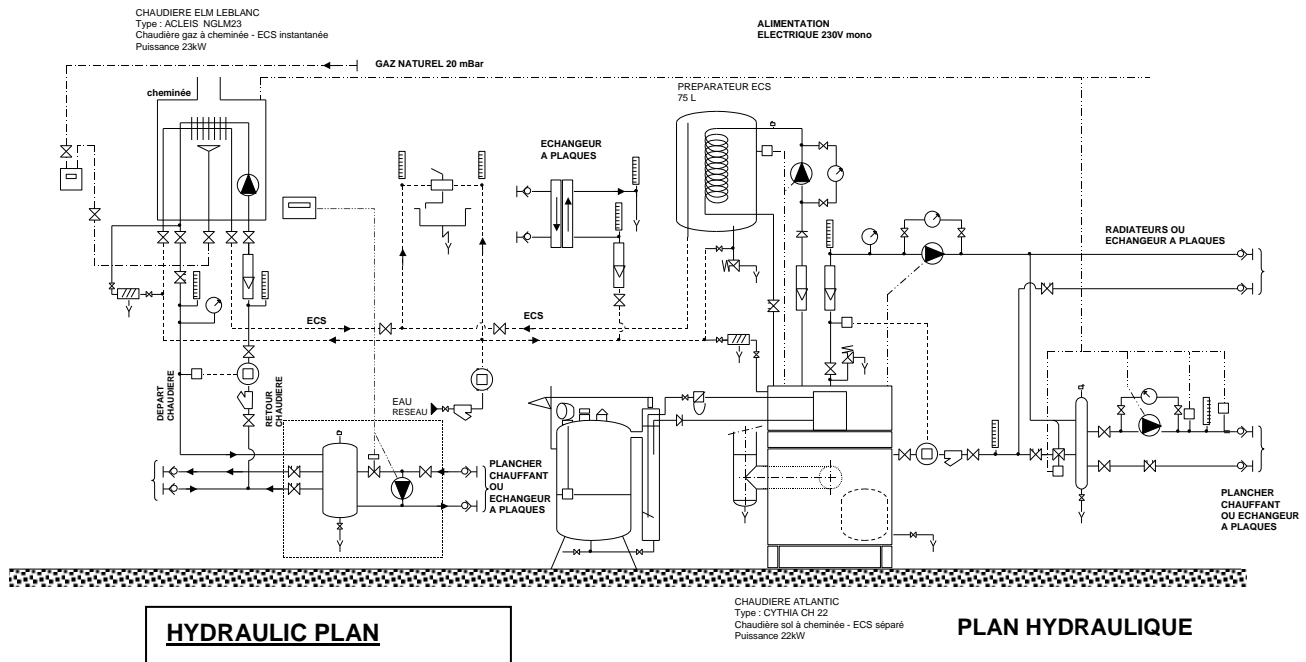 CHAUDIERE ELM LEBLANC
Type : ACLEIS  NGLM23
Chaudière gaz à cheminée - ECS instantanée
Puissance 23kW
ALIMENTATION
ELECTRIQUE 230V mono
GAZ NATUREL 20 mBar
cheminée
PREPARATEUR ECS
75 L
ECHANGEUR
A PLAQUES
RADIATEURS OU
ECHANGEUR A PLAQUES
ECS
ECS
DEPART
CHAUDIERE
RETOUR
CHAUDIERE
EAU
RESEAU
PLANCHER
CHAUFFANT
OU
ECHANGEUR
A PLAQUES
PLANCHER
CHAUFFANT
OU ECHANGEUR
A PLAQUES
CHAUDIERE ATLANTIC
Type : CYTHIA CH 22
Chaudière sol à cheminée - ECS séparé
Puissance 22kW
HYDRAULIC PLAN
PLAN HYDRAULIQUE